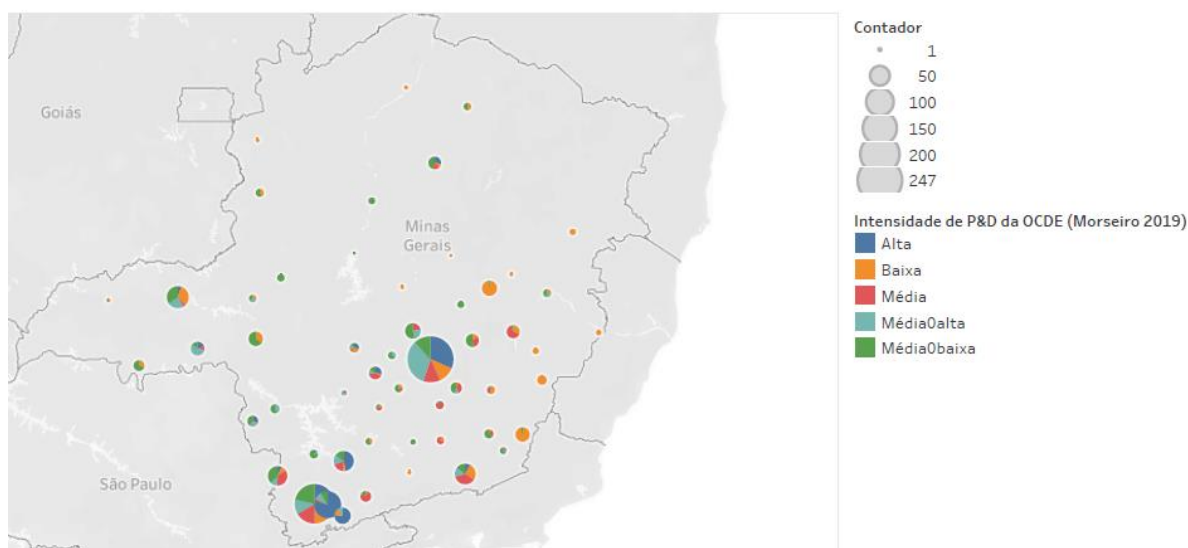 Goiás
Minas
Gerais
São Paulo
Contador
1
50
100
150
200
247
Intensidade de P&D da OCDE (Morseiro 2019)
Alta
Baixa
Média
Média0alta
Média0baixa